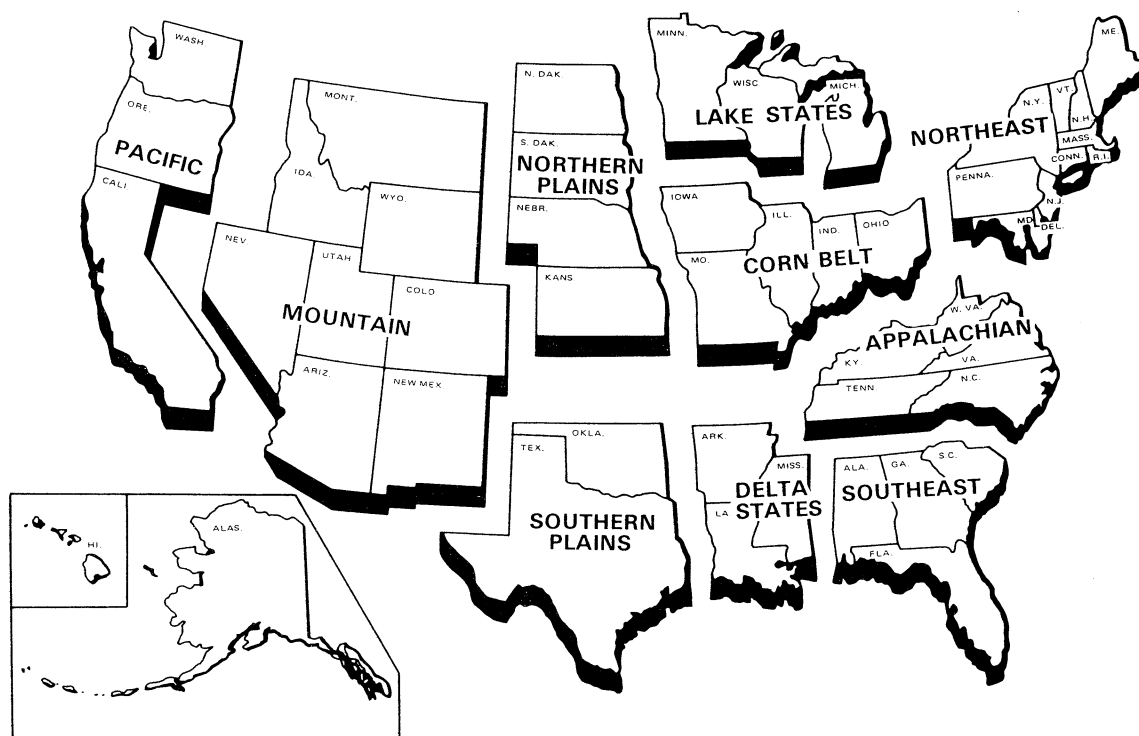 WASH.
ORE.
PACIFIC
CALI
MONT.
IDA.
WYO.
NEV.
UTAH
COLO
MOUNTAIN
ARIZ.
NEW MEX.
N. DAK.
S. DAK.
NORTHERN
PLAINS
NEBR.
KANS
MINN.
WISC.
MICH.
LAKE STATES
IOWA
ILL.
IND.
OHIO
MO.
CORN BELT
ME.
VT.
N.Y.
N.H.
NORTHEAST
MASS.
CONN.
R.I.
PENNA.
N.J.
MD.
DEL.
W. VA.
APPALACHIAN
KY.
VA.
TENN.
N.C.
OKLA.
TEX.
SOUTHERN
PLAINS
ARK.
MISS.
DELTA
STATES
LA
ALA.
GA.
S.C.
SOUTHEAST
FLA.
HI.
ALAS.